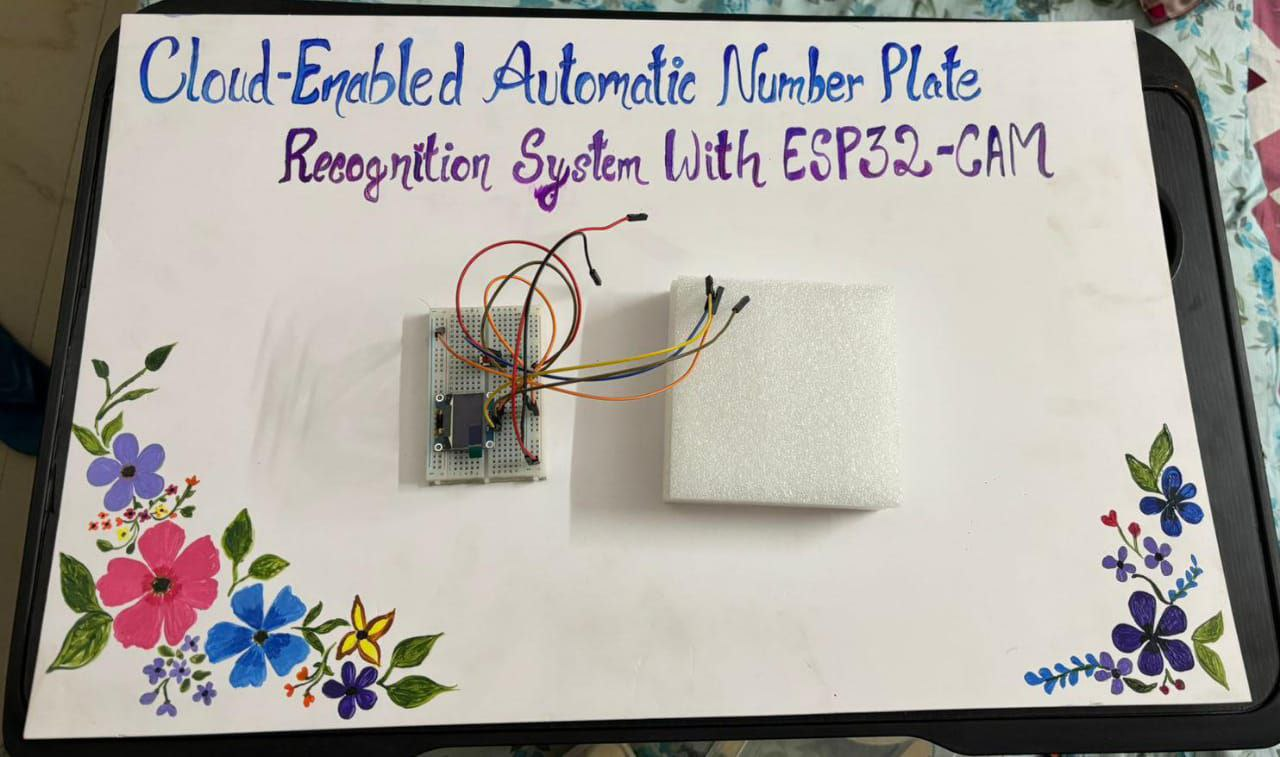 Cloud-Enabled Automatic Number Plate
Recognition System With ESP32-CAM